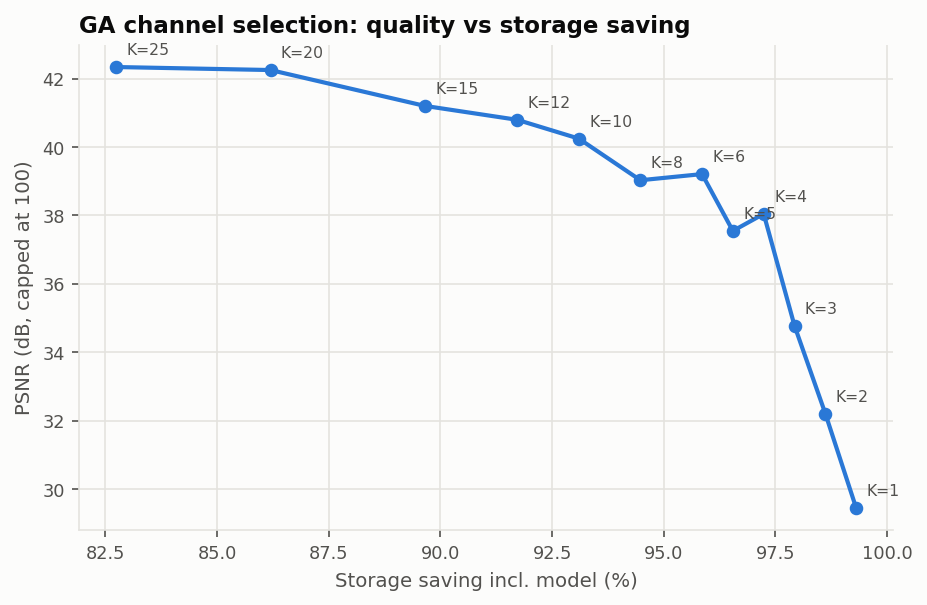 GA channel selection: quality vs storage saving
K=25
K=20
K=15
K=12
K=10
K=8
K=6
K=5
K=4
K=3
K=2
K=1
42
40
38
36
34
32
30
PSNR (dB, capped at 100)
82.5 85.0 87.5 90.0 92.5 95.0 97.5 100.0
Storage saving incl. model (%)